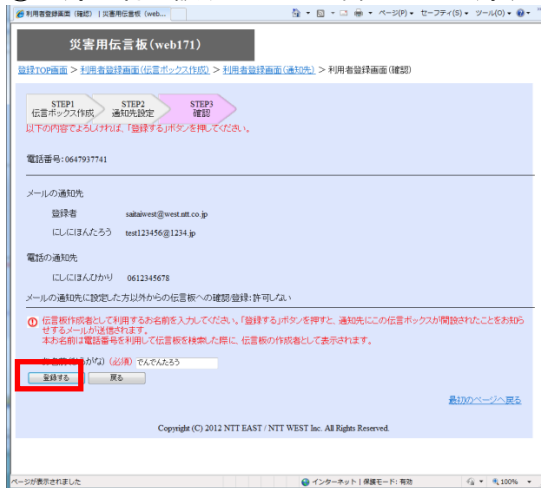 利用者登録画面(確認) | 災害用伝言板 (web...
ページ(P) セーフティ(S) ツール(O)
災害用伝言板(web171)
登録TOP画面 > 利用者登録画面(伝言ボックス作成) > 利用者登録画面(通知先) > 利用者登録画面(確認)
STEP1 STEP2 STEP3
伝言ボックス作成 通知先設定 確認
以下の内容でよろしければ、「登録する」ボタンを押してください。
電話番号:0647937741
メールの通知先
登録者 saitaiwest@west.ntt.co.jp
にしにほんたろう test123456@1234.jp
電話の通知先
にしにほんひかり 0612345678
メールの通知先に設定した方以外からの伝言板への確認/登録:許可しない
① 伝言板作成者として利用するお名前を入力してください。「登録する」ボタンを押すと、通知先にこの伝言ボックスが開設されたことをお知ら
せするメールが送信されます。
本お名前は電話番号を利用して伝言板を検索した際に、伝言板の作成者として表示されます。
(必須) でんでんたろう
登録する 戻る
最初のページへ戻る
Copyright (C) 2012 NTT EAST / NTT WEST Inc. All Rights Reserved.
ページが表示されました インターネット | 保護モード: 有効 100%